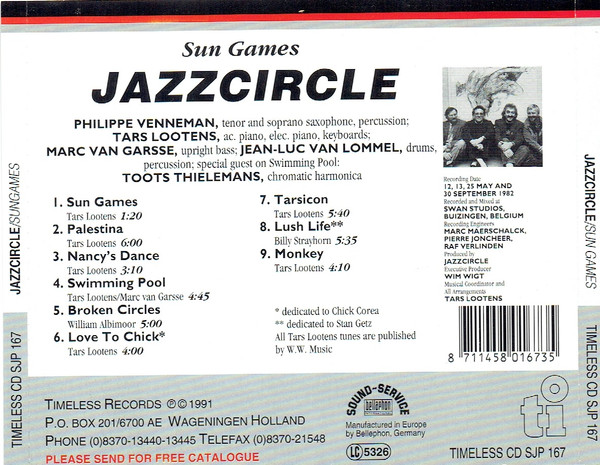 Sun Games
JAZZCIRCLE
PHILIPPE VENNEMAN, tenor and soprano saxophone, percussion;
TARS LOOTENS, ac. piano, elec. piano, keyboards;
MARC VAN GARSSE, upright bass; JEAN-LUC VAN LOMMEL, drums,
percussion; special guest on Swimming Pool:
TOOTS THIELEMANS, chromatic harmonica
1. Sun Games
Tars Lootens 1:20
2. Palestina
Tars Lootens 6:00
3. Nancy's Dance
Tars Lootens 3:10
4. Swimming Pool
Tars Lootens/Marc van Garsse 4:45
5. Broken Circles
William Albimoor 5:00
6. Love To Chick*
Tars Lootens 4:00
7. Tarsicon
Tars Lootens 5:40
8. Lush Life**
Billy Strayhorn 5:35
9. Monkey
Tars Lootens 4:10
* dedicated to Chick Corea
** dedicated to Stan Getz
All Tars Lootens tunes are published
by W.W. Music
Recording Date
12, 13, 25 MAY AND
30 SEPTEMBER 1982
Recorded and Mixed at
SWAN STUDIOS,
BUIZINGEN, BELGIUM
Recording Engineers
MARC MAERSCHALCK,
PIERRE JONCHEER,
RAF VERLINDEN
Produced by
JAZZCIRCLE
Executive Producer
WIM WIGT
Musical Coordinator and
All Arrangements
TARS LOOTENS
8 711458 016735
JAZZCIRCLE/SUNGAMES
TIMELESS CD SJP 167
JAZZCIRCLE/SUN GAMES
TIMELESS CD SJP 167
TIMELESS RECORDS ℗ © 1991
P.O. BOX 201/6700 AE WAGENINGEN HOLLAND
PHONE (0)8370-13440-13445 TELEFAX (0)8370-21548
PLEASE SEND FOR FREE CATALOGUE
SOUND-SERVICE
bellaphon
Manufactured in Europe
by Bellephon, Germany
LC 5326
ti
TIMELESS CD SJP 167